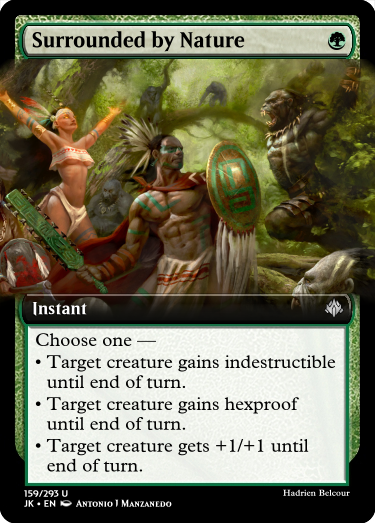 Surrounded by Nature
Instant
Choose one —
• Target creature gains indestructible
until end of turn.
• Target creature gains hexproof
until end of turn.
• Target creature gets +1/+1 until
end of turn.
159/293 U
JK • EN Antonio J Manzanedo
Hadrien Belcour